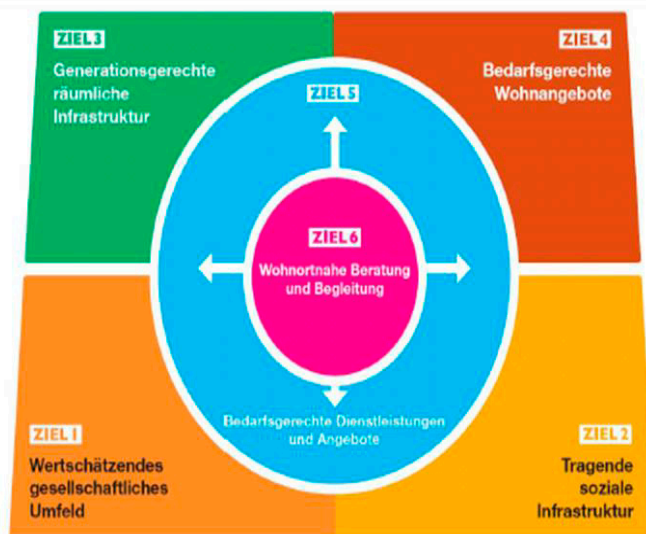 ZIEL 3
Generationsgerechte
räumliche
Infrastruktur
ZIEL 4
Bedarfsgerechte
Wohnangebote
ZIEL 5
ZIEL 6
Wohnortnahe Beratung
und Begleitung
Bedarfsgerechte Dienstleistungen
und Angebote
ZIEL 1
Wertschätzendes
gesellschaftliches
Umfeld
ZIEL 2
Tragende
soziale
Infrastruktur